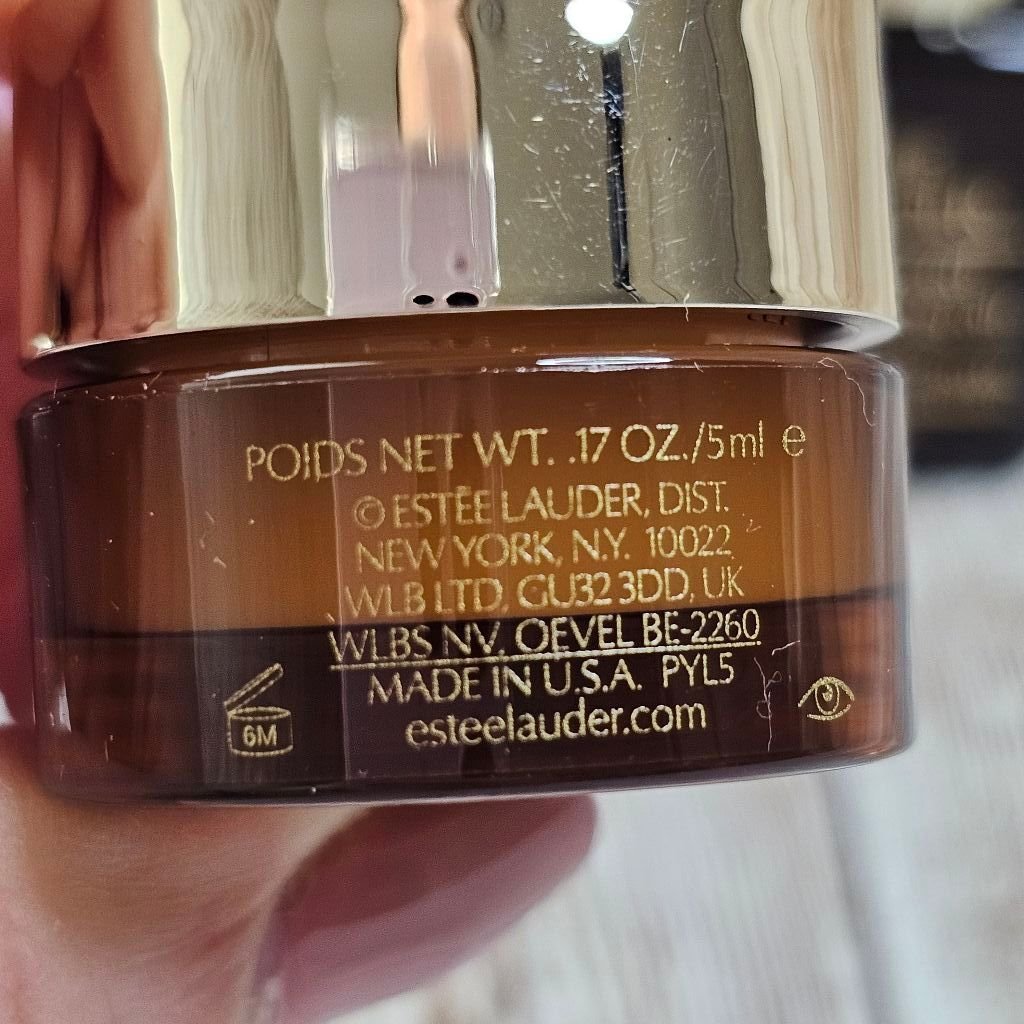 POIDS NET WT. .17 OZ./5ml ℮
© ESTĒE LAUDER, DIST.
NEW YORK, N.Y. 10022
WLB LTD, GU32 3DD, UK
WLBS NV, OEVEL BE-2260
MADE IN U.S.A. PYL5
esteelauder.com
6M